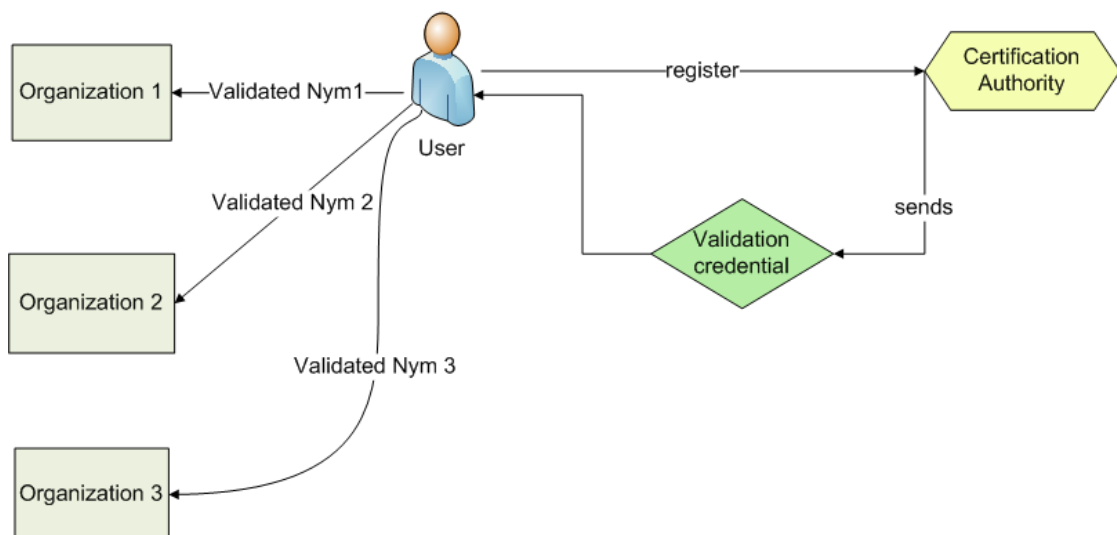 Organization 1
Validated Nym1
User
register
Certification
Authority
Validated Nym 2
sends
Validation
credential
Organization 2
Validated Nym 3
Organization 3